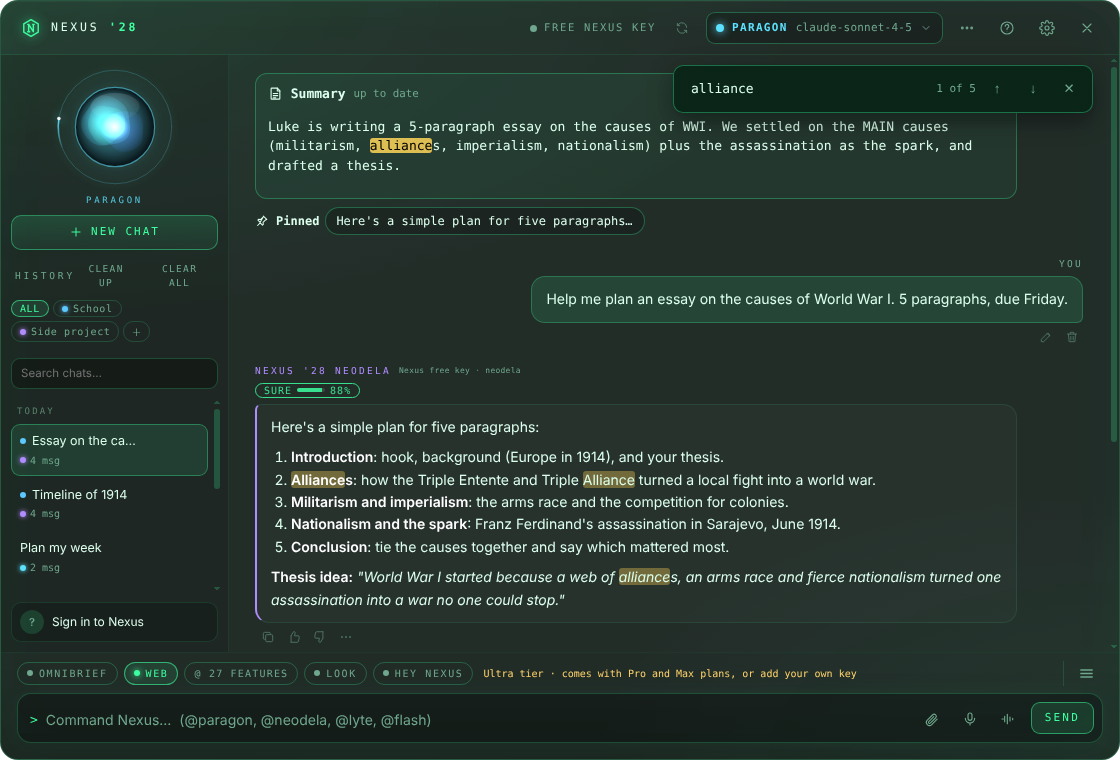 NEXUS '28
FREE NEXUS KEY
PARAGON claude-sonnet-4-5
alliance
1 of 5
PARAGON
+ NEW CHAT
HISTORY
CLEAN UP
CLEAR ALL
ALL
School
Side project
+
Search chats...
TODAY
Essay on the ca...
4 msg
Timeline of 1914
4 msg
Plan my week
2 msg
? Sign in to Nexus
Summary up to date
Luke is writing a 5-paragraph essay on the causes of WWI. We settled on the MAIN causes
(militarism, alliances, imperialism, nationalism) plus the assassination as the spark, and
drafted a thesis.
Pinned Here's a simple plan for five paragraphs…
YOU
Help me plan an essay on the causes of World War I. 5 paragraphs, due Friday.
NEXUS '28 NEODELA Nexus free key · neodela
SURE 88%
Here's a simple plan for five paragraphs:
1. Introduction: hook, background (Europe in 1914), and your thesis.
2. Alliances: how the Triple Entente and Triple Alliance turned a local fight into a world war.
3. Militarism and imperialism: the arms race and the competition for colonies.
4. Nationalism and the spark: Franz Ferdinand's assassination in Sarajevo, June 1914.
5. Conclusion: tie the causes together and say which mattered most.
Thesis idea: "World War I started because a web of alliances, an arms race and fierce nationalism turned one
assassination into a war no one could stop."
OMNIBRIEF
WEB
@ 27 FEATURES
LOOK
HEY NEXUS
Ultra tier · comes with Pro and Max plans, or add your own key
> Command Nexus... (@paragon, @neodela, @lyte, @flash)
SEND